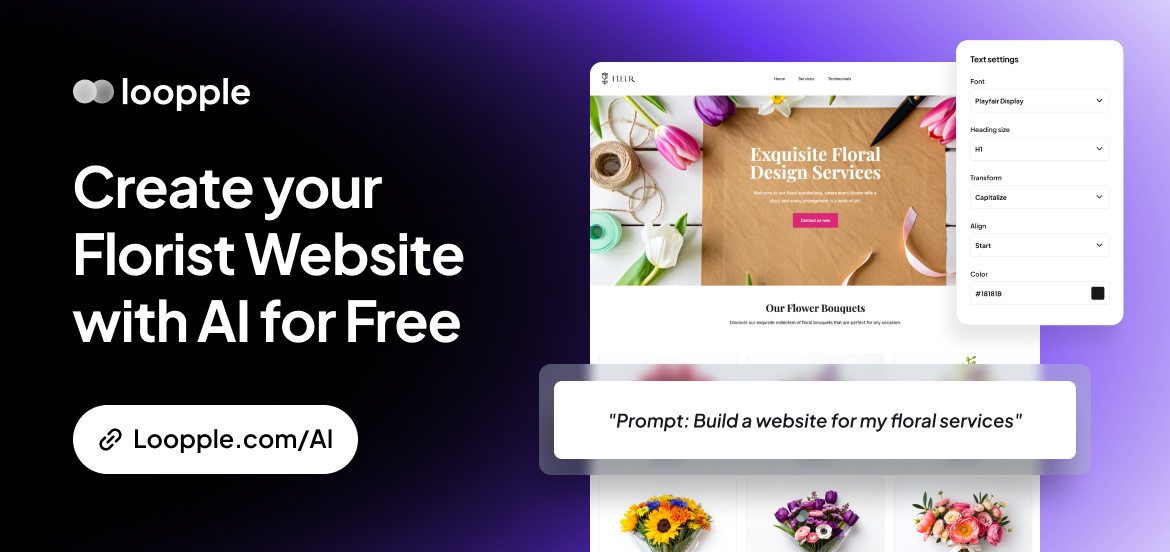 loopple
Create your
Florist Website
with AI for Free
Loopple.com/AI
FLEUR
Home
Services
Testimonials
Exquisite Floral
Design Services
Welcome to our floral wonderland, where every bloom tells a
story and every arrangement is a work of art.
Contact us now
Our Flower Bouquets
Discover our exquisite collection of floral bouquets that are perfect for any occasion.
Text settings
Font
Playfair Display
Heading size
H1
Transform
Capitalize
Align
Start
Color
#18181B
"Prompt: Build a website for my floral services"